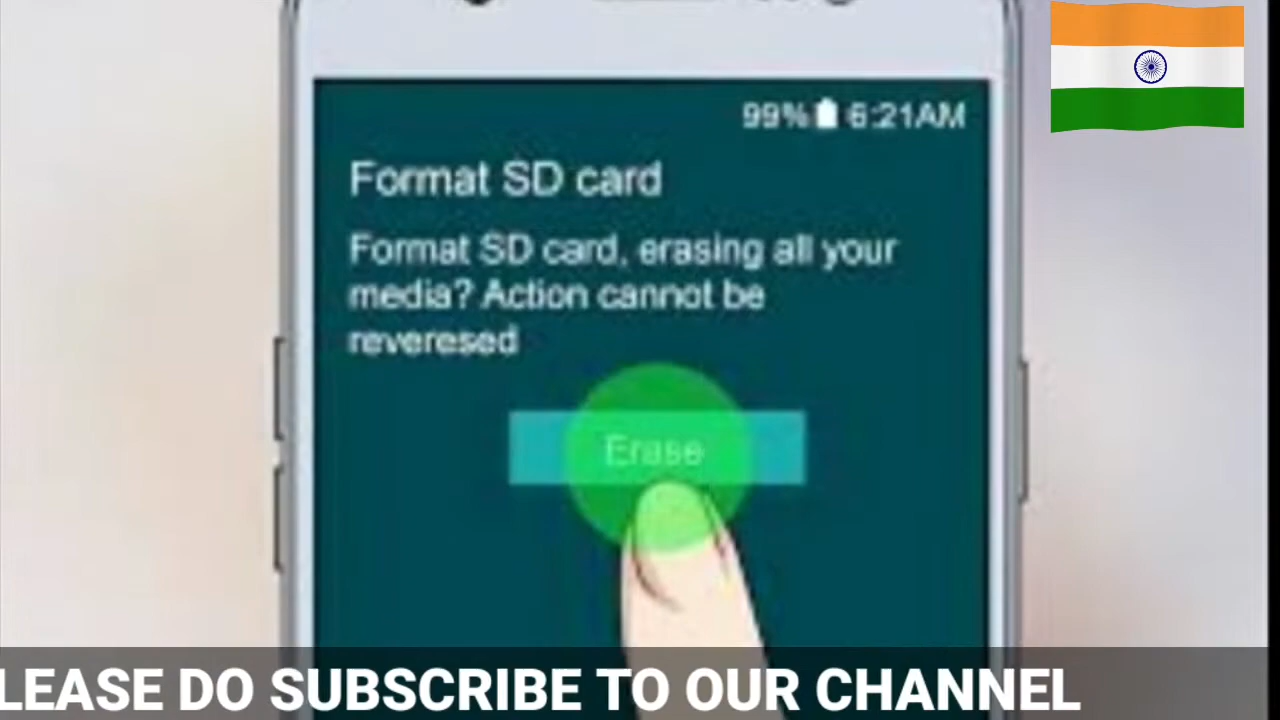 99% 6:21AM
Format SD card
Format SD card, erasing all your
media? Action cannot be
reveresed
Erase
LEASE DO SUBSCRIBE TO OUR CHANNEL